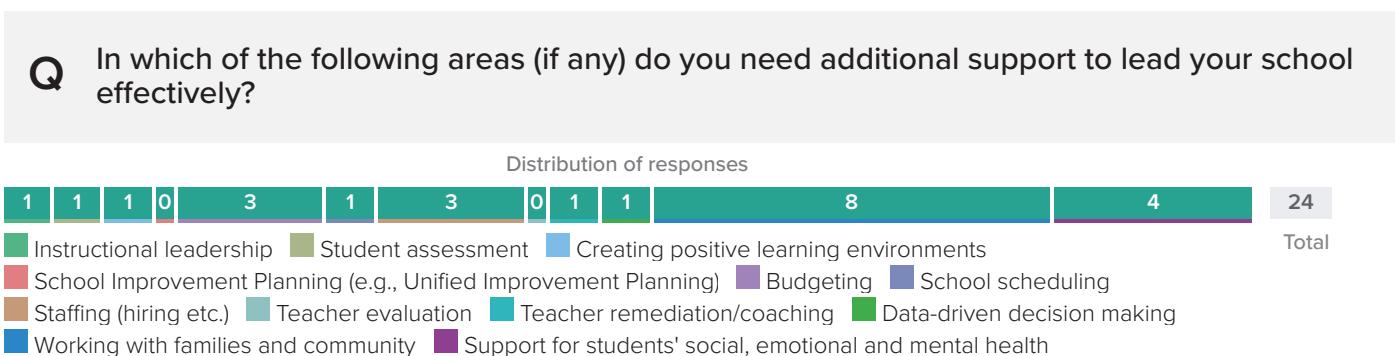 Q
In which of the following areas (if any) do you need additional support to lead your school
effectively?
Distribution of responses
1 1 1 0 3 1 3 0 1 1 8 4 24
Total
Instructional leadership Student assessment Creating positive learning environments
School Improvement Planning (e.g., Unified Improvement Planning) Budgeting School scheduling
Staffing (hiring etc.) Teacher evaluation Teacher remediation/coaching Data-driven decision making
Working with families and community Support for students' social, emotional and mental health